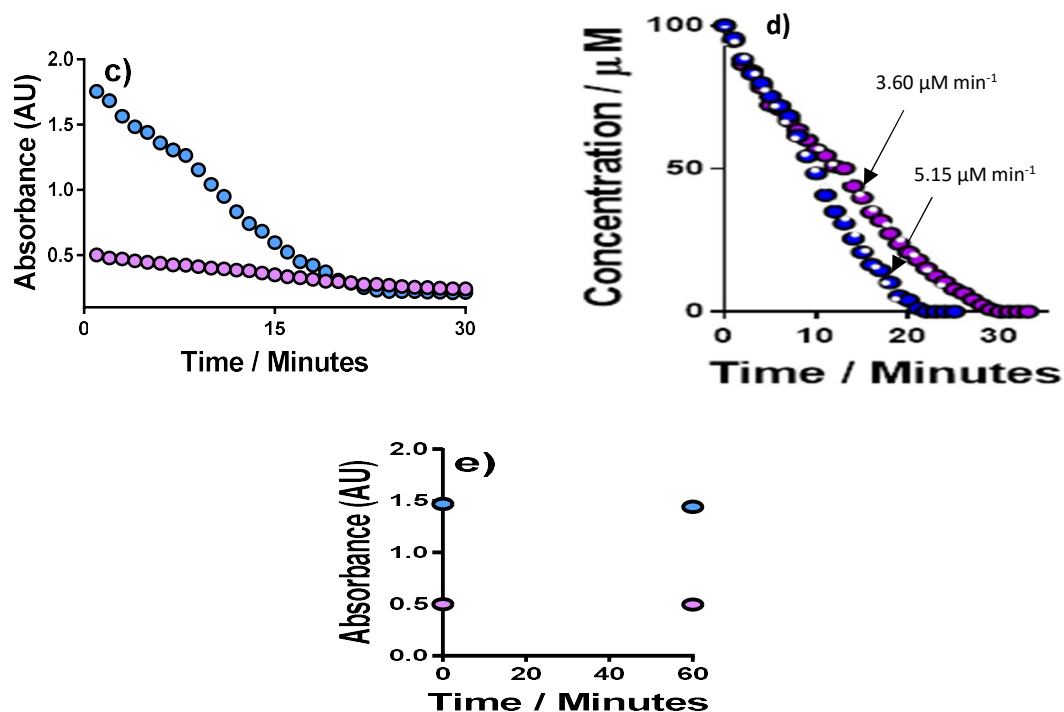 c)
Absorbance (AU)
2.0
1.5
1.0
0.5
0
15
30
Time / Minutes
d)
Concentration / μM
100
50
0
3.60 μM min⁻¹
5.15 μM min⁻¹
0
10
20
30
Time / Minutes
e)
Absorbance (AU)
2.0
1.5
1.0
0.5
0.0
0
20
40
60
Time / Minutes